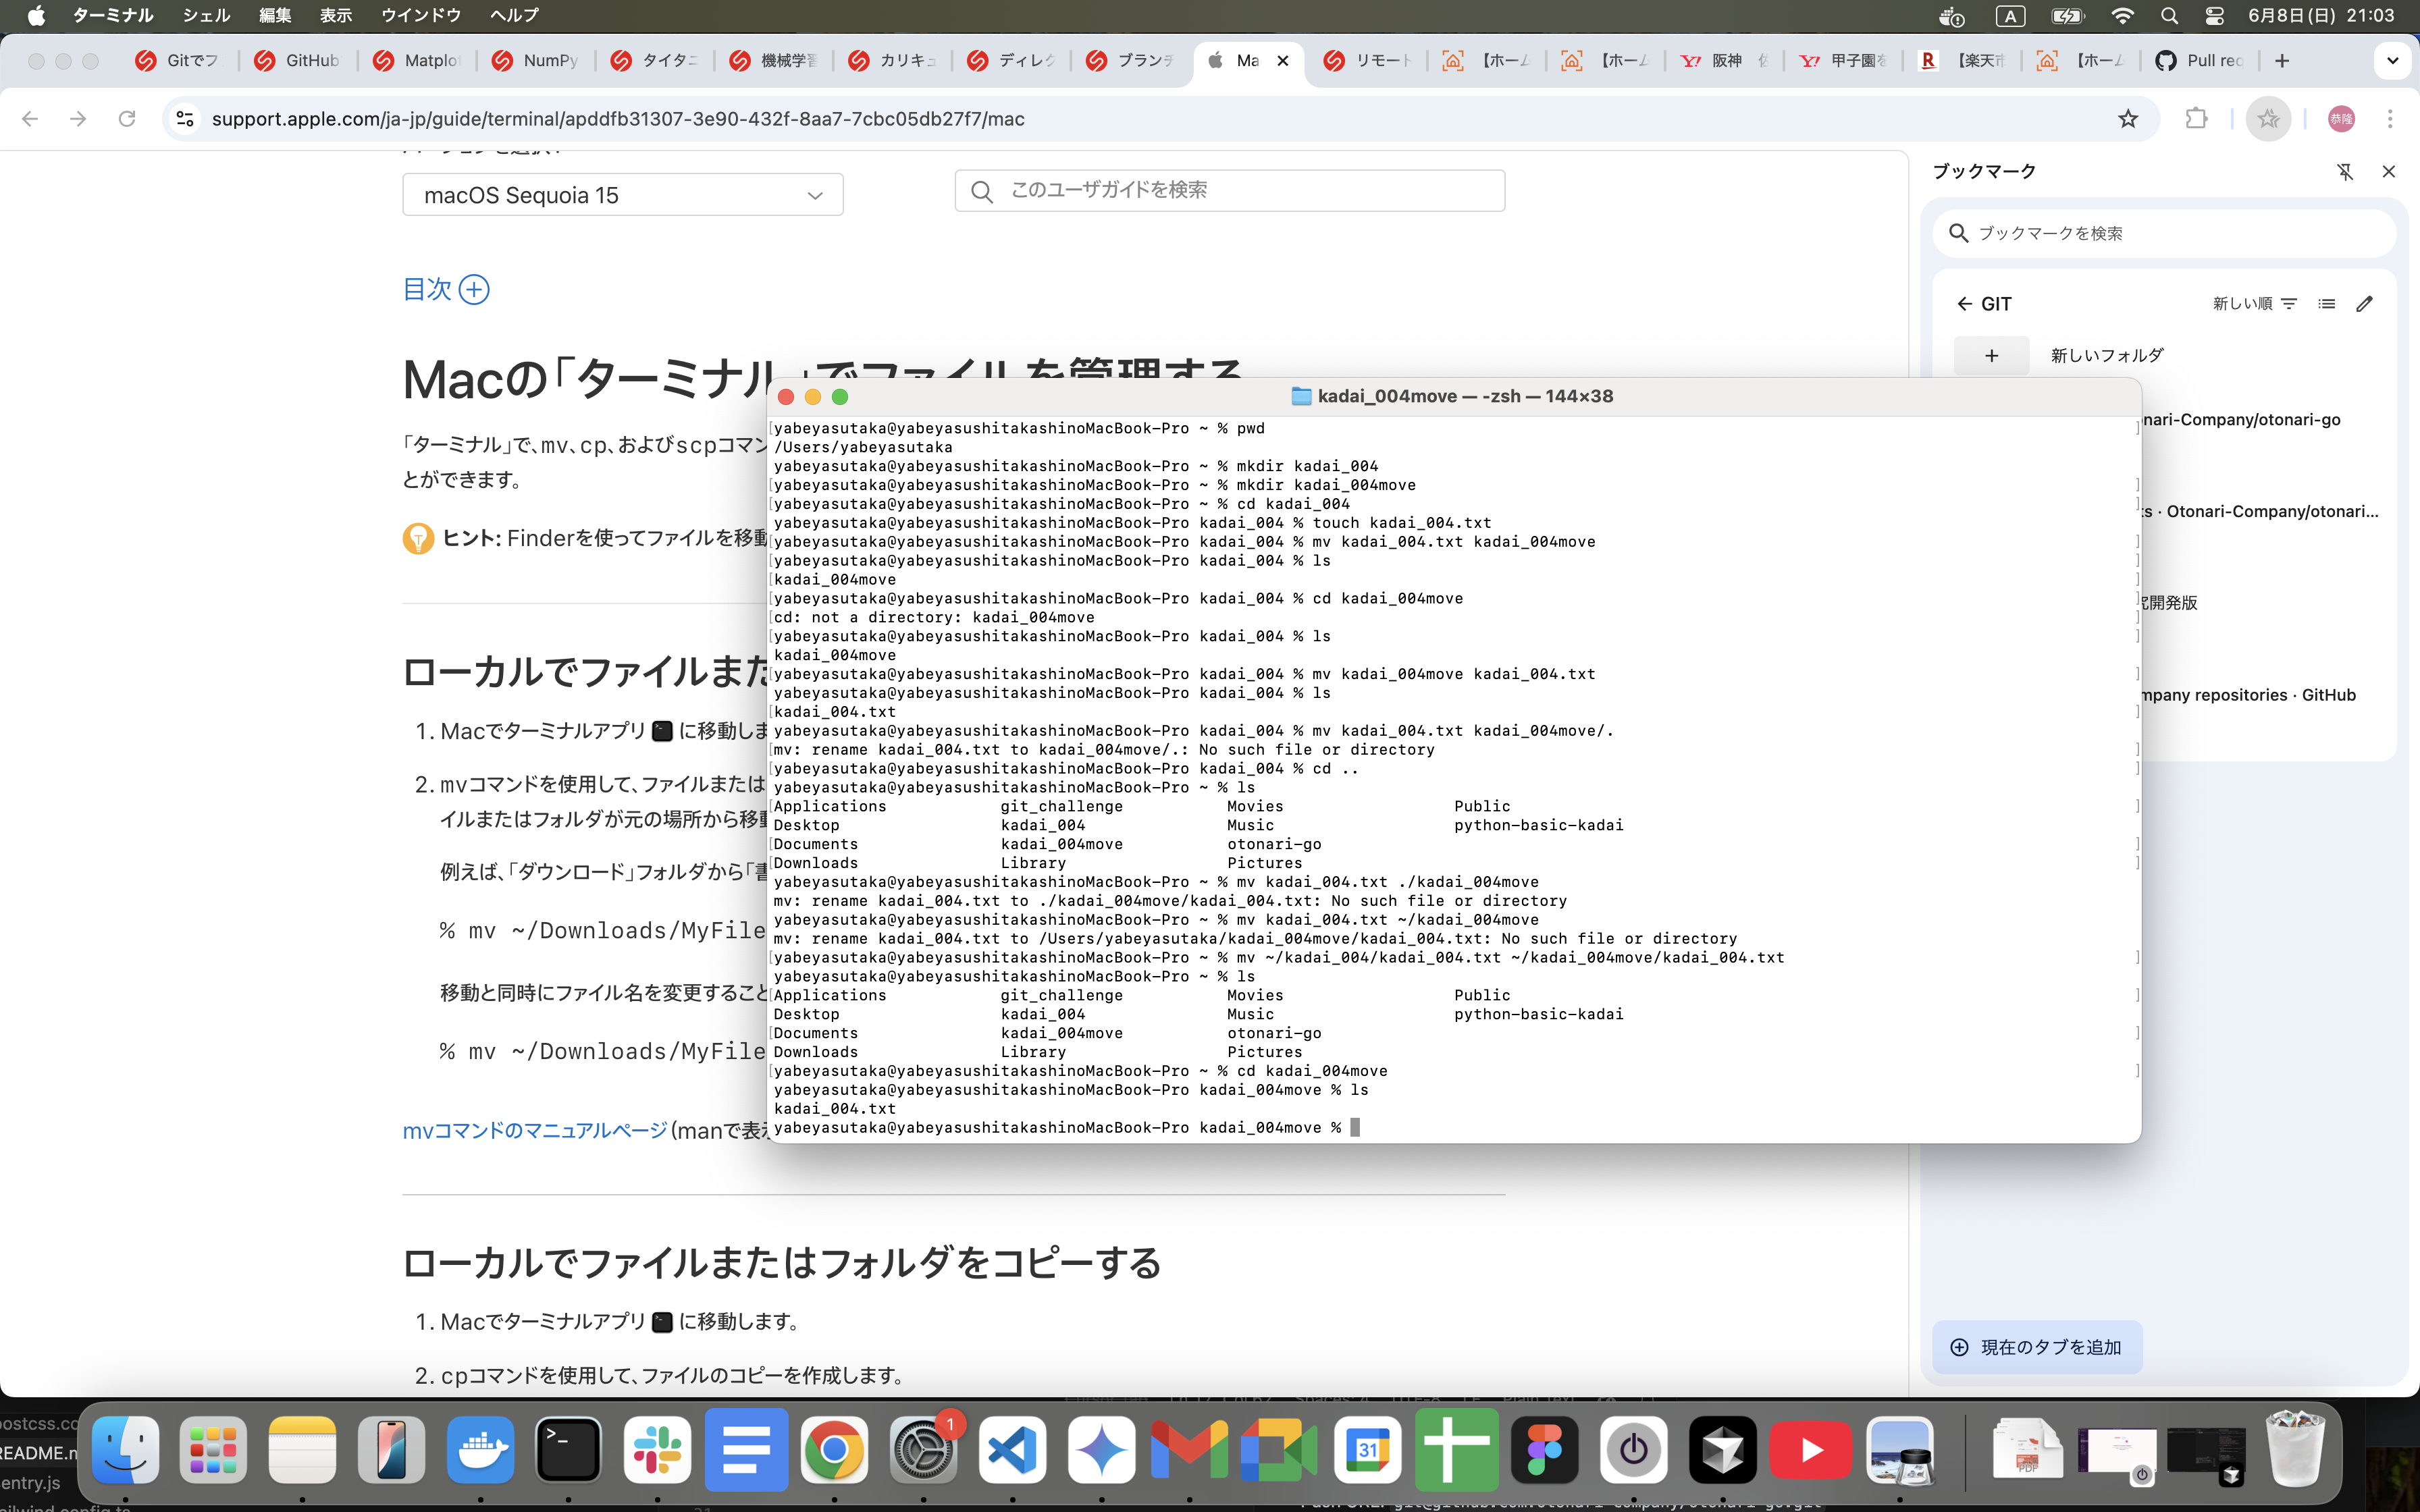 ターミナル シェル 編集 表示 ウインドウ ヘルプ A 6月8日(日) 21:03
Gitでフ GitHub Matplo NumPy タイタニ 機械学習 カリキュ ディレク ブランチ Ma リモート 【ホーム 【ホーム 阪神 甲子園を 【楽天市 【ホーム Pull req
support.apple.com/ja-jp/guide/terminal/apddfb31307-3e90-432f-8aa7-7cbc05db27f7/mac 恭隆
macOS Sequoia 15
このユーザガイドを検索
目次
Macの「ターミナル」でファイルを管理する
「ターミナル」で、mv、cp、およびscpコマン
とができます。
ヒント: Finderを使ってファイルを移動
ローカルでファイルまた
1. Macでターミナルアプリ に移動しま
2. mvコマンドを使用して、ファイルまたは
イルまたはフォルダが元の場所から移動
例えば、「ダウンロード」フォルダから「書
% mv ~/Downloads/MyFile
移動と同時にファイル名を変更すること
% mv ~/Downloads/MyFile
mvコマンドのマニュアルページ(manで表示
ローカルでファイルまたはフォルダをコピーする
1. Macでターミナルアプリ に移動します。
2. cpコマンドを使用して、ファイルのコピーを作成します。
kadai_004move — -zsh — 144×38
yabeyasutaka@yabeyasushitakashinoMacBook-Pro ~ % pwd
/Users/yabeyasutaka
yabeyasutaka@yabeyasushitakashinoMacBook-Pro ~ % mkdir kadai_004
yabeyasutaka@yabeyasushitakashinoMacBook-Pro ~ % mkdir kadai_004move
yabeyasutaka@yabeyasushitakashinoMacBook-Pro ~ % cd kadai_004
yabeyasutaka@yabeyasushitakashinoMacBook-Pro kadai_004 % touch kadai_004.txt
yabeyasutaka@yabeyasushitakashinoMacBook-Pro kadai_004 % mv kadai_004.txt kadai_004move
yabeyasutaka@yabeyasushitakashinoMacBook-Pro kadai_004 % ls
kadai_004move
yabeyasutaka@yabeyasushitakashinoMacBook-Pro kadai_004 % cd kadai_004move
cd: not a directory: kadai_004move
yabeyasutaka@yabeyasushitakashinoMacBook-Pro kadai_004 % ls
kadai_004move
yabeyasutaka@yabeyasushitakashinoMacBook-Pro kadai_004 % mv kadai_004move kadai_004.txt
yabeyasutaka@yabeyasushitakashinoMacBook-Pro kadai_004 % ls
kadai_004.txt
yabeyasutaka@yabeyasushitakashinoMacBook-Pro kadai_004 % mv kadai_004.txt kadai_004move/.
mv: rename kadai_004.txt to kadai_004move/.: No such file or directory
yabeyasutaka@yabeyasushitakashinoMacBook-Pro kadai_004 % cd ..
yabeyasutaka@yabeyasushitakashinoMacBook-Pro ~ % ls
Applications git_challenge Movies Public
Desktop kadai_004 Music python-basic-kadai
Documents kadai_004move otonari-go
Downloads Library Pictures
yabeyasutaka@yabeyasushitakashinoMacBook-Pro ~ % mv kadai_004.txt ./kadai_004move
mv: rename kadai_004.txt to ./kadai_004move/kadai_004.txt: No such file or directory
yabeyasutaka@yabeyasushitakashinoMacBook-Pro ~ % mv kadai_004.txt ~/kadai_004move
mv: rename kadai_004.txt to /Users/yabeyasutaka/kadai_004move/kadai_004.txt: No such file or directory
yabeyasutaka@yabeyasushitakashinoMacBook-Pro ~ % mv ~/kadai_004/kadai_004.txt ~/kadai_004move/kadai_004.txt
yabeyasutaka@yabeyasushitakashinoMacBook-Pro ~ % ls
Applications git_challenge Movies Public
Desktop kadai_004 Music python-basic-kadai
Documents kadai_004move otonari-go
Downloads Library Pictures
yabeyasutaka@yabeyasushitakashinoMacBook-Pro ~ % cd kadai_004move
yabeyasutaka@yabeyasushitakashinoMacBook-Pro kadai_004move % ls
kadai_004.txt
yabeyasutaka@yabeyasushitakashinoMacBook-Pro kadai_004move %
ブックマーク
ブックマークを検索
GIT 新しい順
新しいフォルダ
nari-Company/otonari-go
ts · Otonari-Company/otonari...
開発版
mpany repositories · GitHub
現在のタブを追加
postcss.co
README.m
entry.js
1
31
PDF